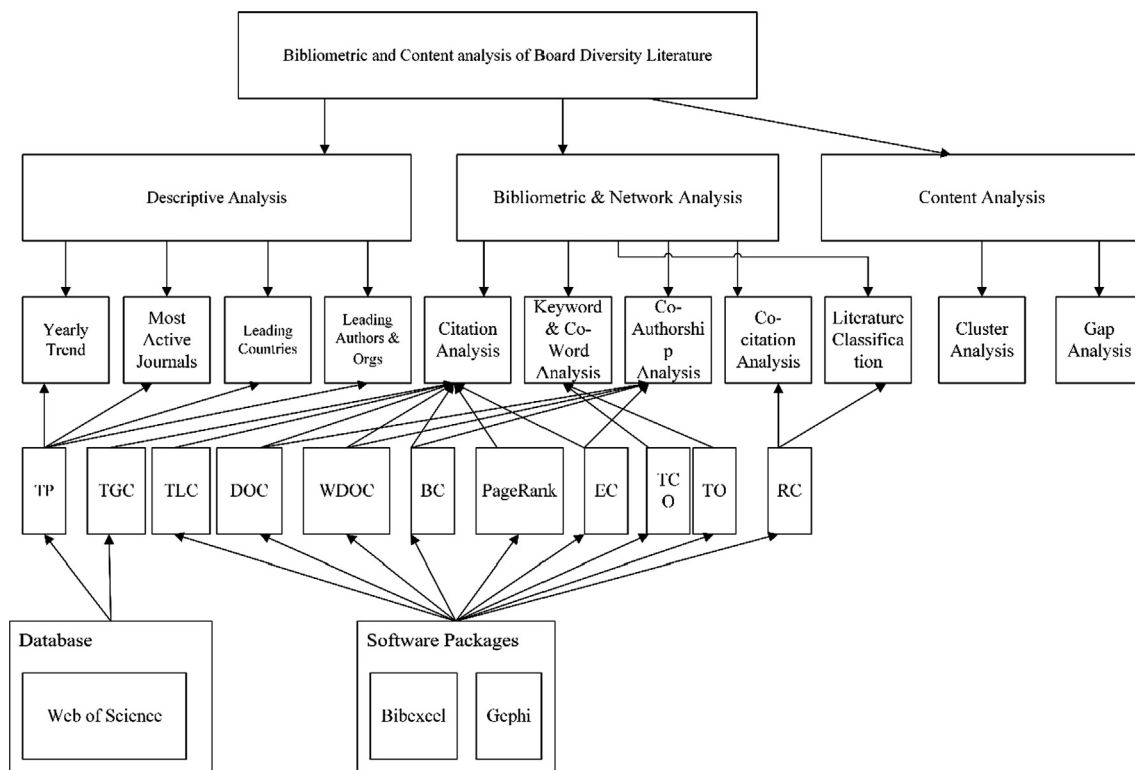 Bibliometric and Content analysis of Board Diversity Literature
Descriptive Analysis
Bibliometric & Network Analysis
Content Analysis
Yearly
Trend
Most
Active
Journals
Leading
Countries
Leading
Authors &
Orgs
Citation
Analysis
Keyword
& Co-
Word
Analysis
Co-
Authorshi
p
Analysis
Co-
citation
Analysis
Literature
Classifica
tion
Cluster
Analysis
Gap
Analysis
TP
TGC
TLC
DOC
WDOC
BC
PageRank
EC
TC
O
TO
RC
Database
Web of Science
Software Packages
Bibexcel
Gephi